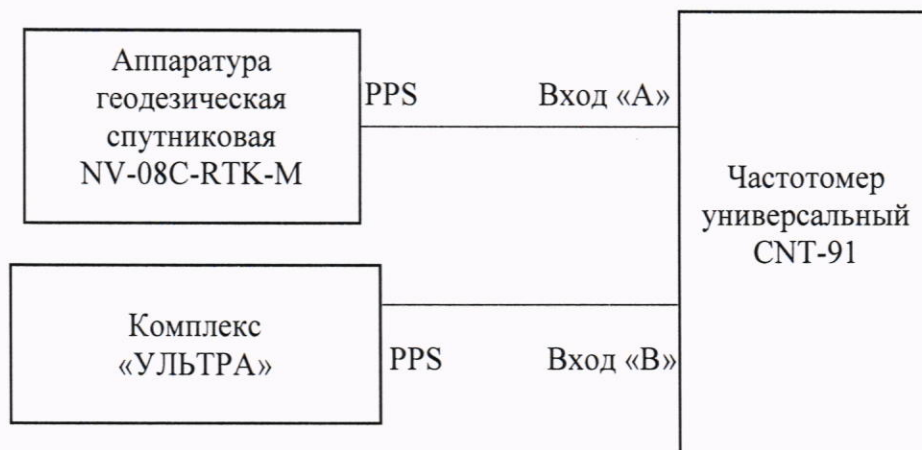 Аппаратура
геодезическая
спутниковая
NV-08C-RTK-M
PPS
Вход «А»
Частотомер
универсальный
CNT-91
Комплекс
«УЛЬТРА»
PPS
Вход «В»